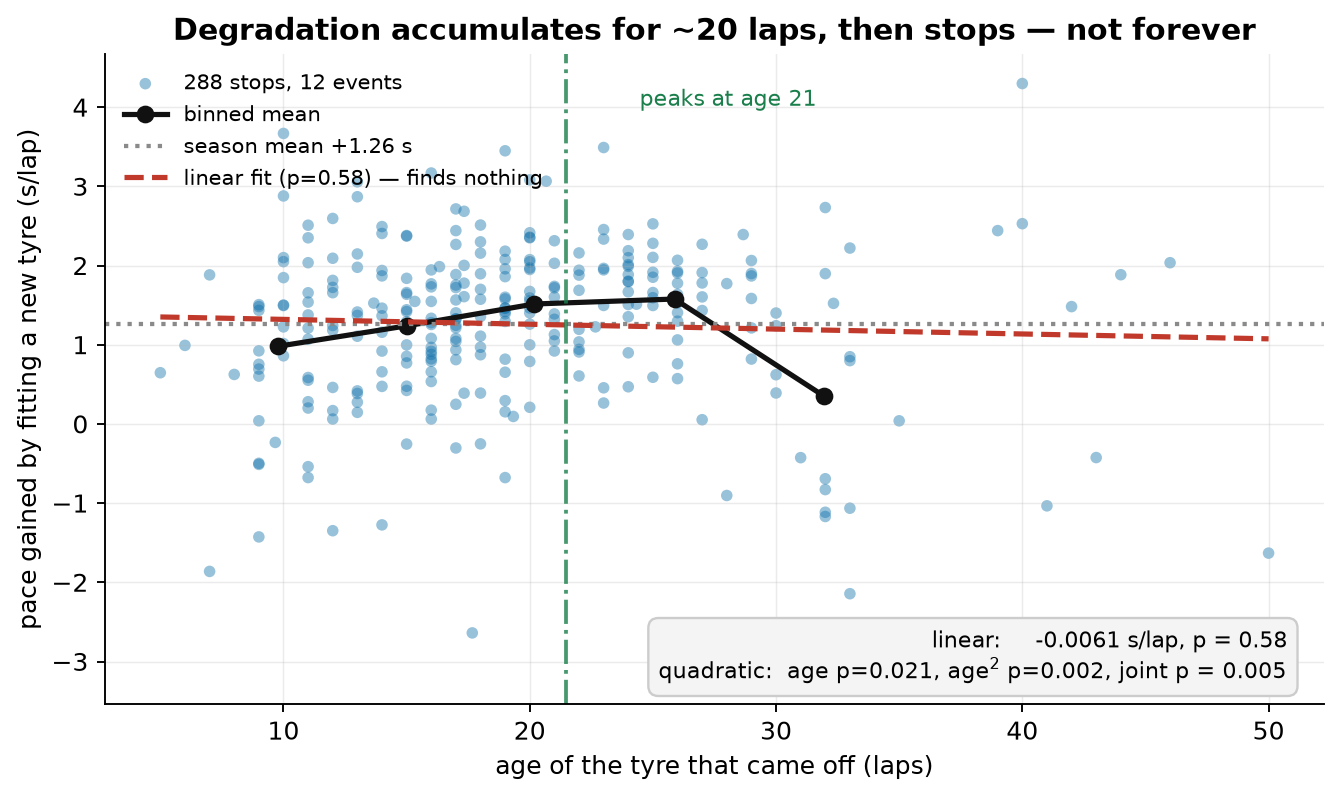 Degradation accumulates for ~20 laps, then stops — not forever
288 stops, 12 events
binned mean
season mean +1.26 s
linear fit (p=0.58) — finds nothing
peaks at age 21
pace gained by fitting a new tyre (s/lap)
4
3
2
1
0
−1
−2
−3
linear: -0.0061 s/lap, p = 0.58
quadratic: age p=0.021, age² p=0.002, joint p = 0.005
10 20 30 40 50
age of the tyre that came off (laps)